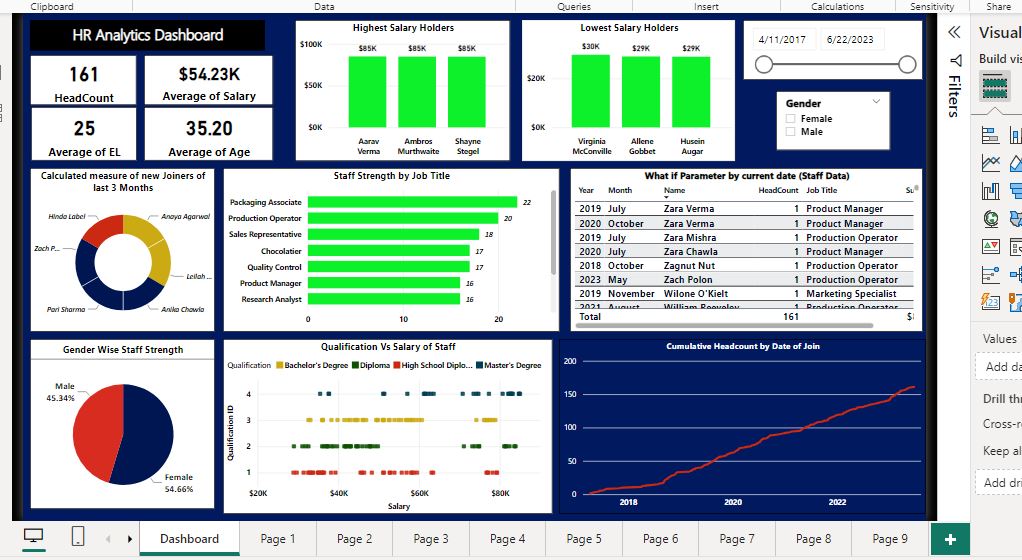 Clipboard Data Queries Insert Calculations Sensitivity Share
HR Analytics Dashboard
161
HeadCount
$54.23K
Average of Salary
25
Average of EL
35.20
Average of Age
Highest Salary Holders
$100K
$50K
$0K
$85K $85K $85K
Aarav Verma
Ambros Murthwaite
Shayne Stegel
Lowest Salary Holders
$20K
$0K
$30K $29K $29K
Virginia McConville
Allene Gobbet
Husein Augar
4/11/2017 6/22/2023
Gender
Female
Male
Filters
Visual
Build vis
Calculated measure of new Joiners of
last 3 Months
Hinda Label
Anaya Agarwal
Zach P...
Leilah ...
Pari Sharma
Anika Chawla
Staff Strength by Job Title
Packaging Associate 22
Production Operator 20
Sales Representative 18
Chocolatier 17
Quality Control 17
Product Manager 16
Research Analyst 16
0 10 20
What if Parameter by current date (Staff Data)
Year Month Name HeadCount Job Title Su
2019 July Zara Verma 1 Product Manager
2020 October Zara Verma 1 Product Manager
2019 July Zara Mishra 1 Production Operator
2020 July Zara Chawla 1 Product Manager
2018 October Zagnut Nut 1 Production Operator
2023 May Zach Polon 1 Production Operator
2019 November Wilone O'Kielt 1 Marketing Specialist
2021 August William Reeveley 1 Production Operator
Total 161 $
Gender Wise Staff Strength
Male
45.34%
Female
54.66%
Qualification Vs Salary of Staff
Qualification Bachelor's Degree Diploma High School Diplo... Master's Degree
Qualification ID
4
3
2
1
$20K $40K $60K $80K
Salary
Cumulative Headcount by Date of Join
200
150
100
50
0
2018 2020 2022
123
Values
Add da
Drill thr
Cross-re
Keep al
Add dri
Dashboard Page 1 Page 2 Page 3 Page 4 Page 5 Page 6 Page 7 Page 8 Page 9 +